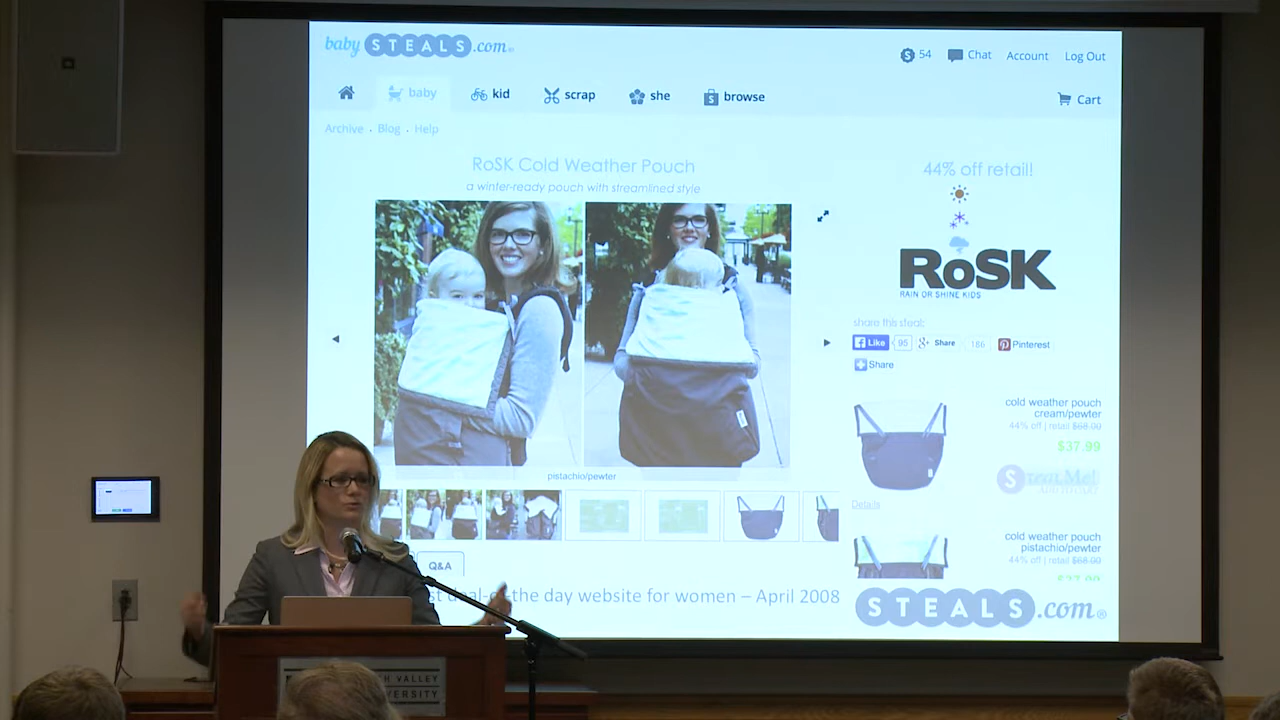 baby STEALS.com®
54 Chat Account Log Out
baby kid scrap she browse
Cart
Archive . Blog . Help
RoSK Cold Weather Pouch
a winter-ready pouch with streamlined style
44% off retail!
RoSK
RAIN OR SHINE KIDS
share this steal:
Like 95 Share 186 Pinterest
Share
pistachio/pewter
cold weather pouch
cream/pewter
44% off | retail $68.00
$37.99
Details
cold weather pouch
pistachio/pewter
44% off | retail $68.00
Q&A
the day website for women – April 2008
STEALS.com®
VALLEY